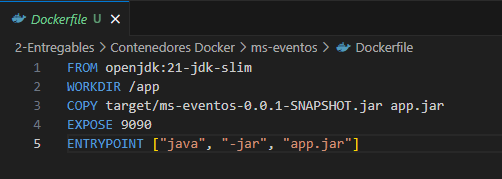 Dockerfile U X
2-Entregables > Contenedores Docker > ms-eventos > Dockerfile
1 FROM openjdk:21-jdk-slim
2 WORKDIR /app
3 COPY target/ms-eventos-0.0.1-SNAPSHOT.jar app.jar
4 EXPOSE 9090
5 ENTRYPOINT ["java", "-jar", "app.jar"]